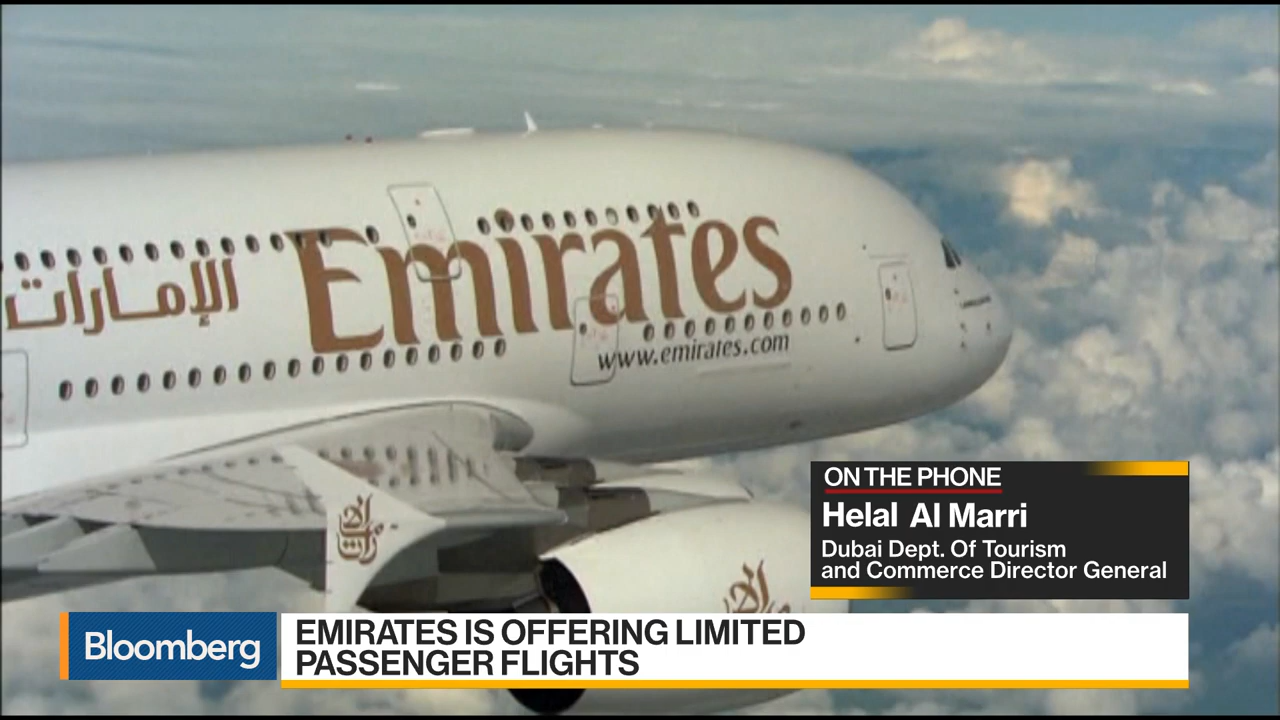 الإمارات
Emirates
www.emirates.com
ON THE PHONE
Helal Al Marri
Dubai Dept. Of Tourism
and Commerce Director General
Bloomberg
EMIRATES IS OFFERING LIMITED
PASSENGER FLIGHTS